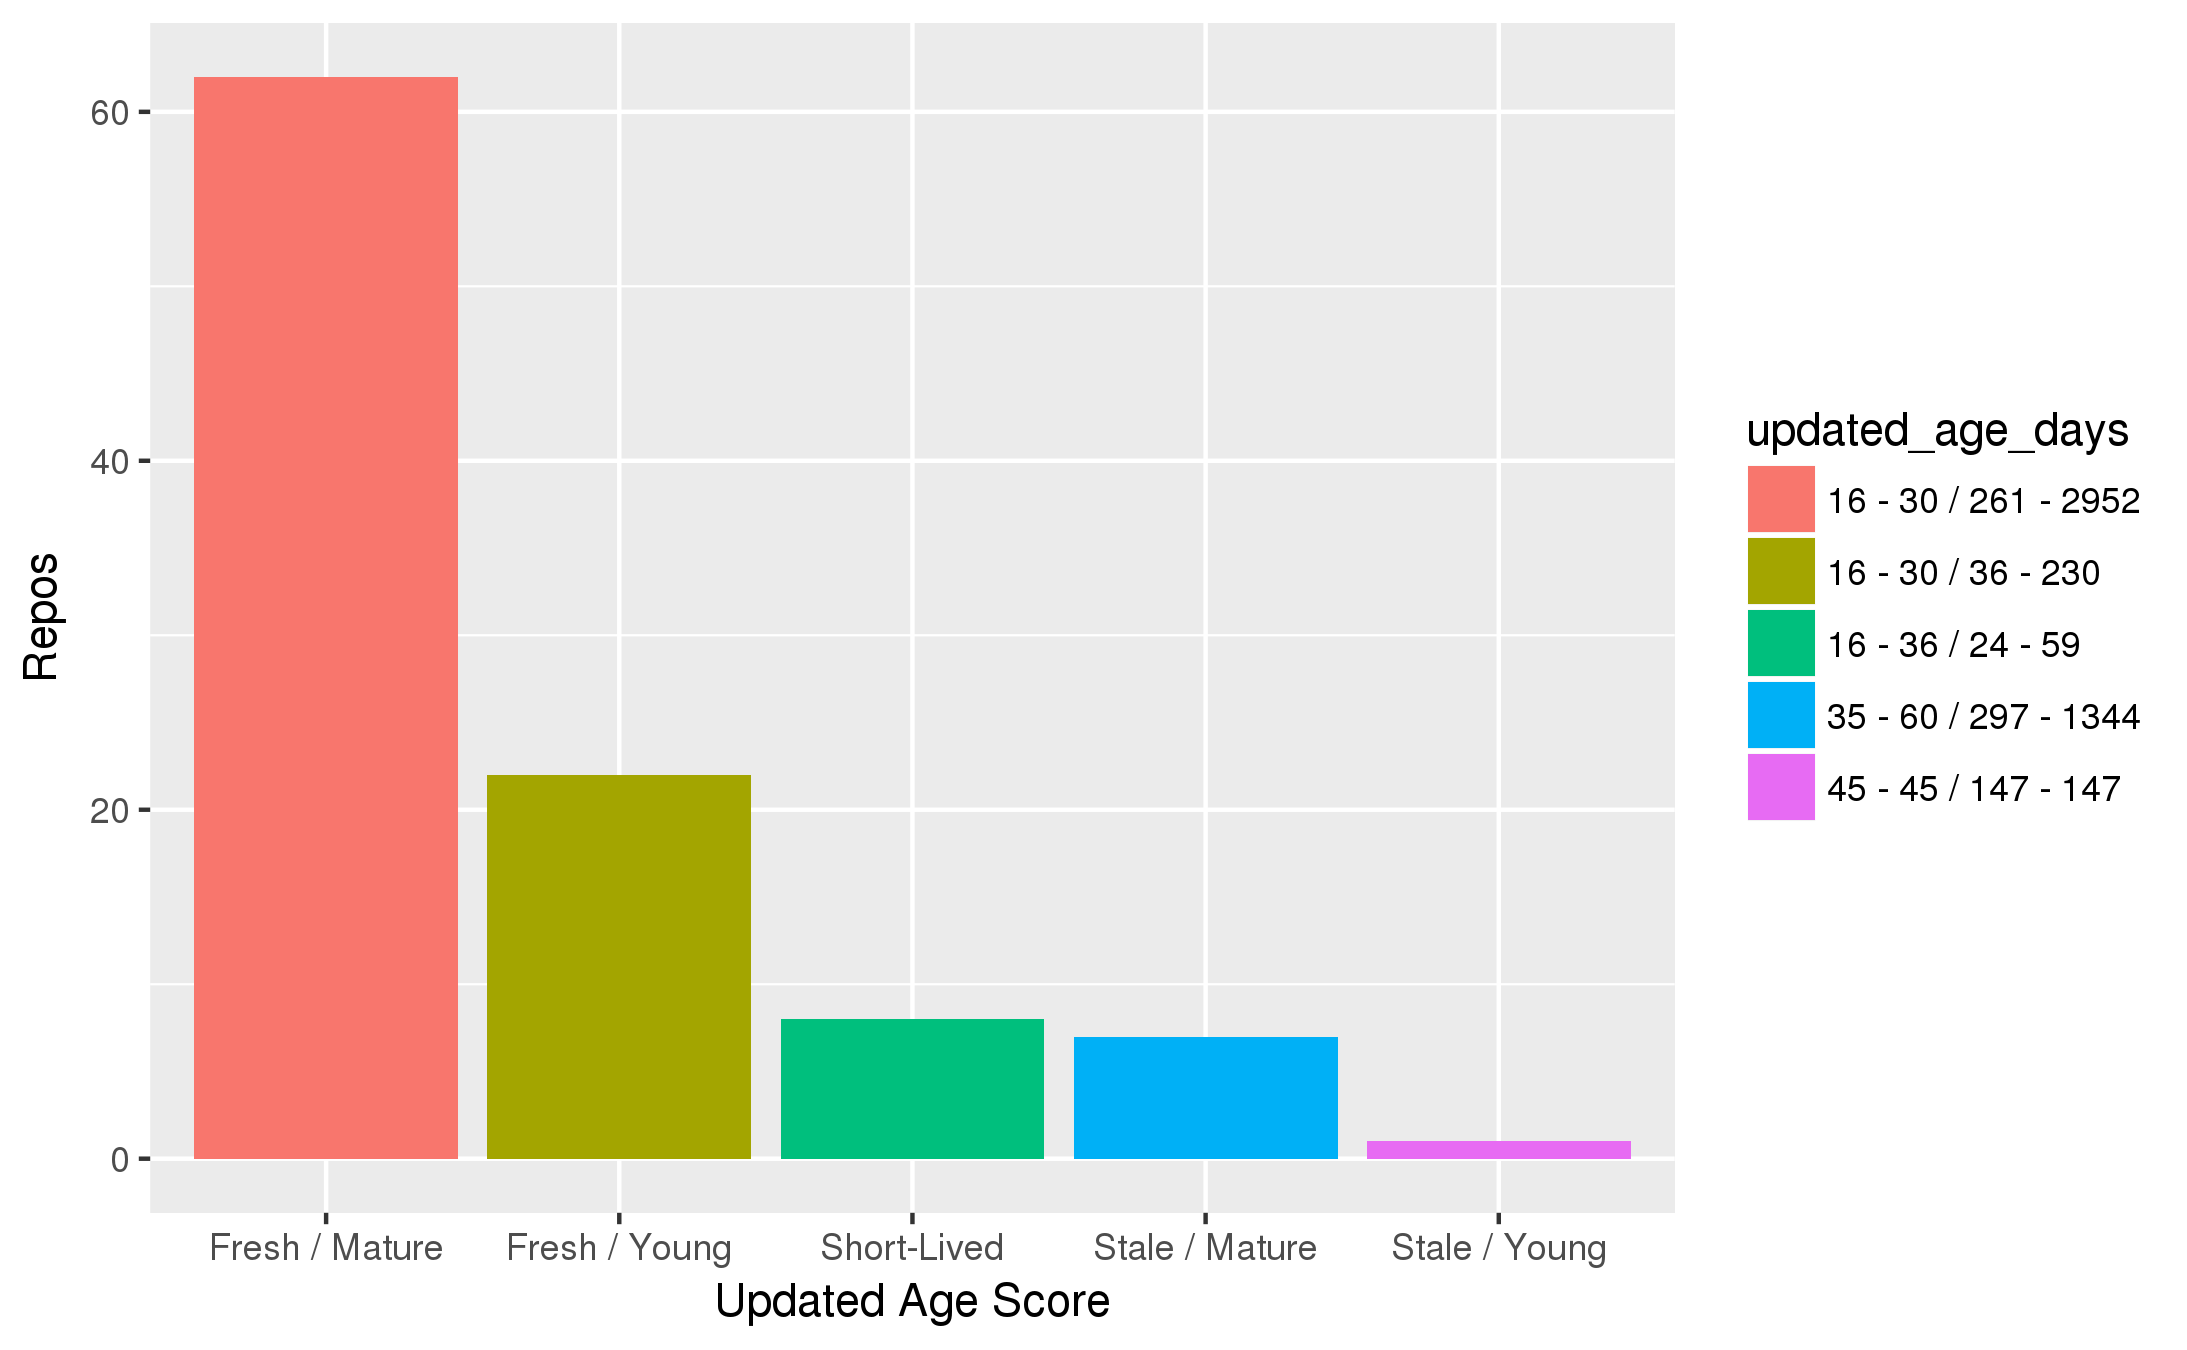 60
40
20
0
Repos
Fresh / Mature
Fresh / Young
Short-Lived
Stale / Mature
Stale / Young
Updated Age Score
updated_age_days
16 - 30 / 261 - 2952
16 - 30 / 36 - 230
16 - 36 / 24 - 59
35 - 60 / 297 - 1344
45 - 45 / 147 - 147